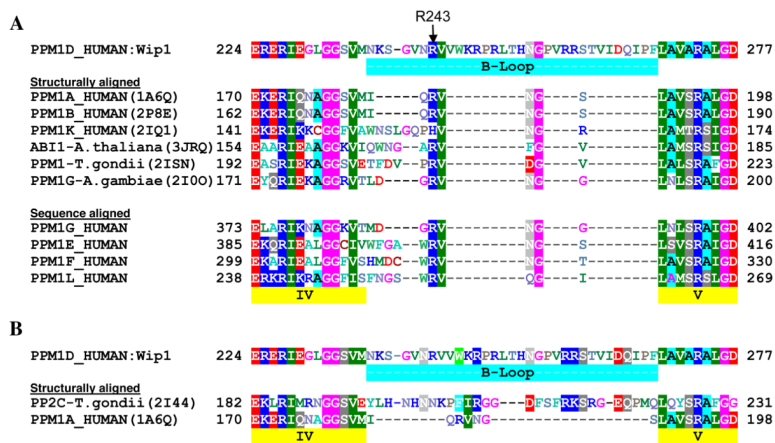 A
R243
PPM1D_HUMAN:Wip1 224 ERERIEGLGGSVMNKS-GVNRVVWKRPRLTHNGPVRRSTVIDQIPFLAVARALGD 277
B-Loop
Structurally aligned
PPM1A_HUMAN(1A6Q) 170 EKERIQNAGGSVMI-----QRV---------NG----S--------LAVSRALGD 198
PPM1B_HUMAN(2P8E) 162 EKERIQNAGGSVMI-----QRV---------NG----S--------LAVSRALGD 190
PPM1K_HUMAN(2IQ1) 141 EKERIKKCGGFVAWNSLGQPHV---------NG----R--------LAMTRSIGD 174
ABI1-A.thaliana(3JRQ) 154 EAARIEAAGGKVIQWNG--ARV---------FG----V--------LAMSRSIGD 185
PPM1-T.gondii(2ISN) 192 EASRIEAAGGSVETFDV--PRV---------DG----V--------LALSRAFGD 223
PPM1G-A.gambiae(2I0O) 171 EYQRIEKAGGRVTLD----GRV---------NG----G--------LNLSRAIGD 200
Sequence aligned
PPM1G_HUMAN 373 ELARIKNAGGKVTMD----GRV---------NG----G--------LNLSRAIGD 402
PPM1E_HUMAN 385 EKQRIEALGGCIVWFGA--WRV---------NG----S--------LSVSRAIGD 416
PPM1F_HUMAN 299 EKARIEALGGFVSHMDC--WRV---------NG----T--------LAVSRAIGD 330
PPM1L_HUMAN 238 ERKRIKRAGGFISFNGS--WRV---------QG----I--------LAMSRSLGD 269
IV V
B
PPM1D_HUMAN:Wip1 224 ERERIEGLGGSVMNKS-GVNRVVWKRPRLTHNGPVRRSTVIDQIPFLAVARALGD 277
B-Loop
Structurally aligned
PP2C-T.gondii(2I44) 182 EKLRIMRNGGSVEYLH-NHNNKPFIRGG--DFSFRKSRG-EQPMQLQYSRAFGG 231
PPM1A_HUMAN(1A6Q) 170 EKERIQNAGGSVMI--------QRVNG----------S--------LAVSRALGD 198
IV V